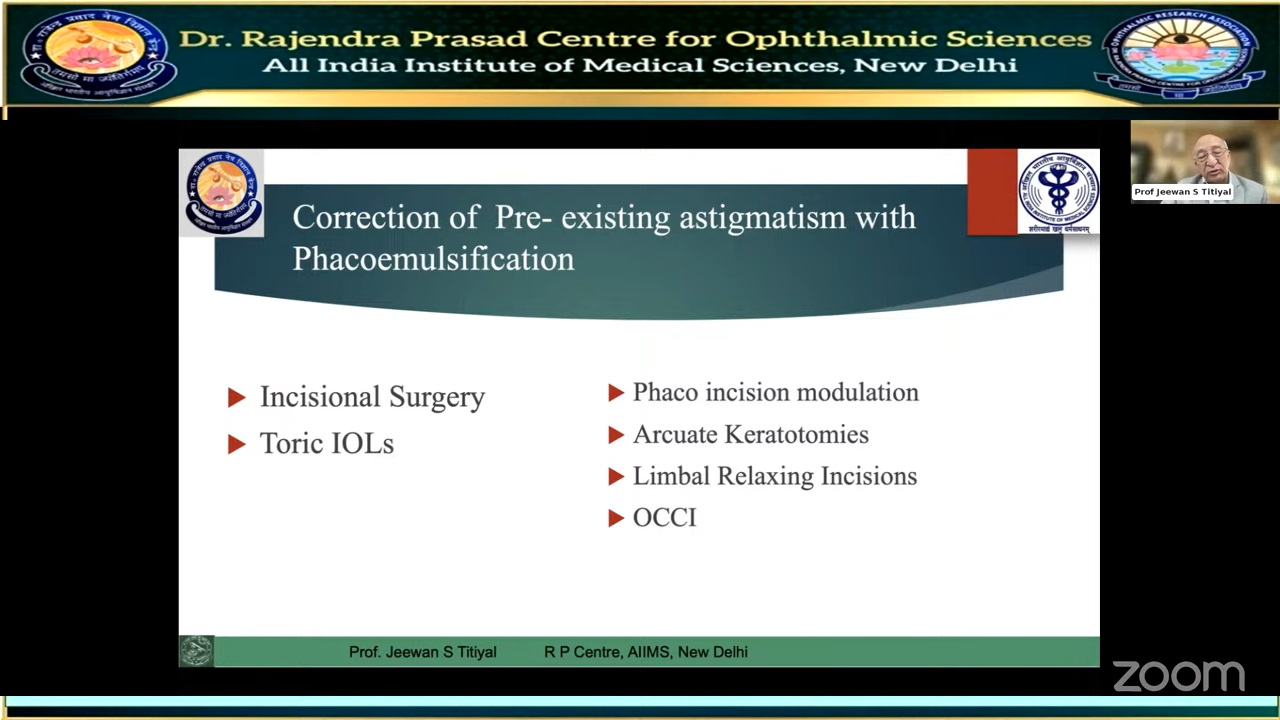 Dr. Rajendra Prasad Centre for Ophthalmic Sciences
All India Institute of Medical Sciences, New Delhi
Prof Jeewan S Titiyal
Correction of Pre- existing astigmatism with
Phacoemulsification
Incisional Surgery
Toric IOLs
Phaco incision modulation
Arcuate Keratotomies
Limbal Relaxing Incisions
OCCI
Prof. Jeewan S Titiyal R P Centre, AIIMS, New Delhi
zoom